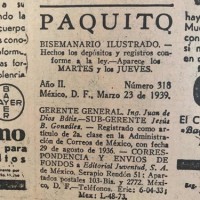 PAQUITO
BISEMANARIO ILUSTRADO. —
Hechos los depósitos y registros
conforme a la ley.—Aparece los
MARTES y los JUEVES.
Año II. Número 318
México, D. F., Marzo 23 de 1939.
GERENTE GENERAL, Ing. Juan de
Dios Bátiz.—SUB-GERENTE Jesús
B. González. — Registrado como ar-
tículo de 2a. clase en la Administra-
ción de Correos de México, con fecha
29 de agosto de 1936. — CORRES-
PONDENCIA Y ENVIOS DE
FONDOS a Editorial Juventud, S. A.
de México. Serapio Rendón 51; Apar-
tados postales 103-Bis. y 2772, México,
D. F.—Teléfonos. Eric. 6-04-33;
Mex. L-48-73.
BAYER
El C